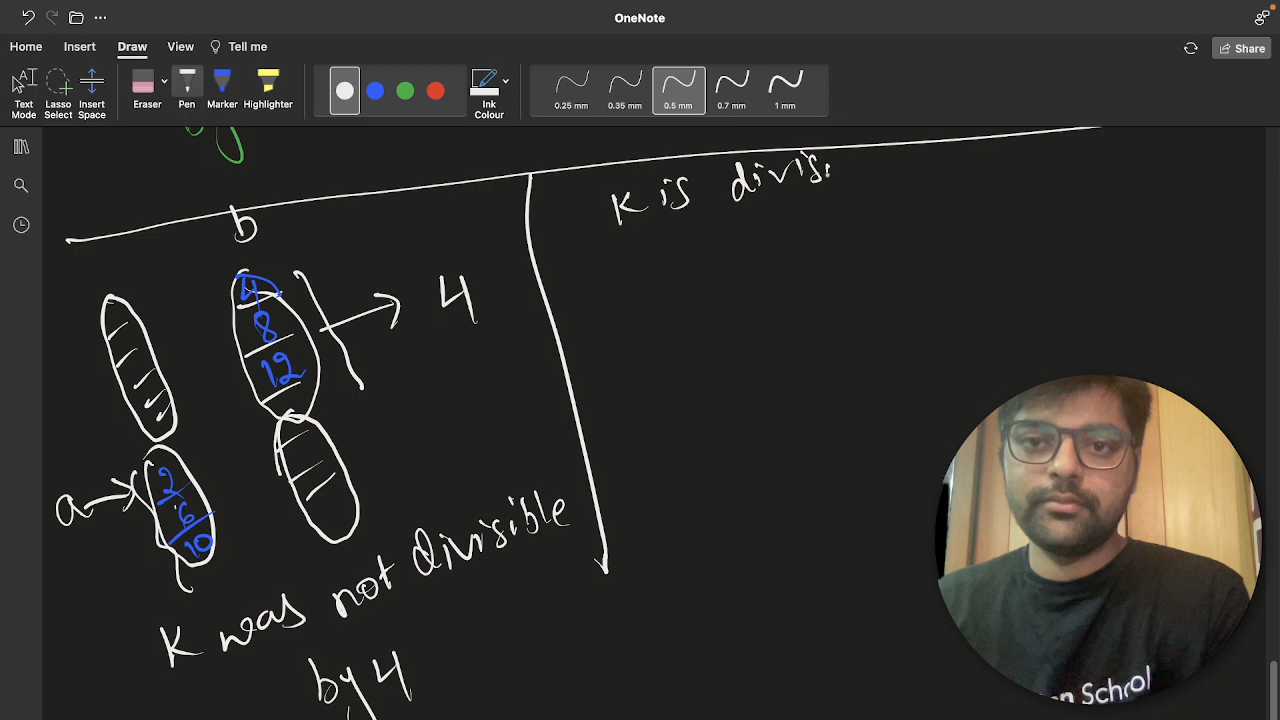 OneNote
Home Insert Draw View Tell me
Share
Text Mode
Lasso Select
Insert Space
Eraser
Pen
Marker
Highlighter
Ink Colour
0.25 mm
0.35 mm
0.5 mm
0.7 mm
1 mm
K is divisi
b
4
8
12
4
a
2
6
10
K was not divisible
by 4
on School